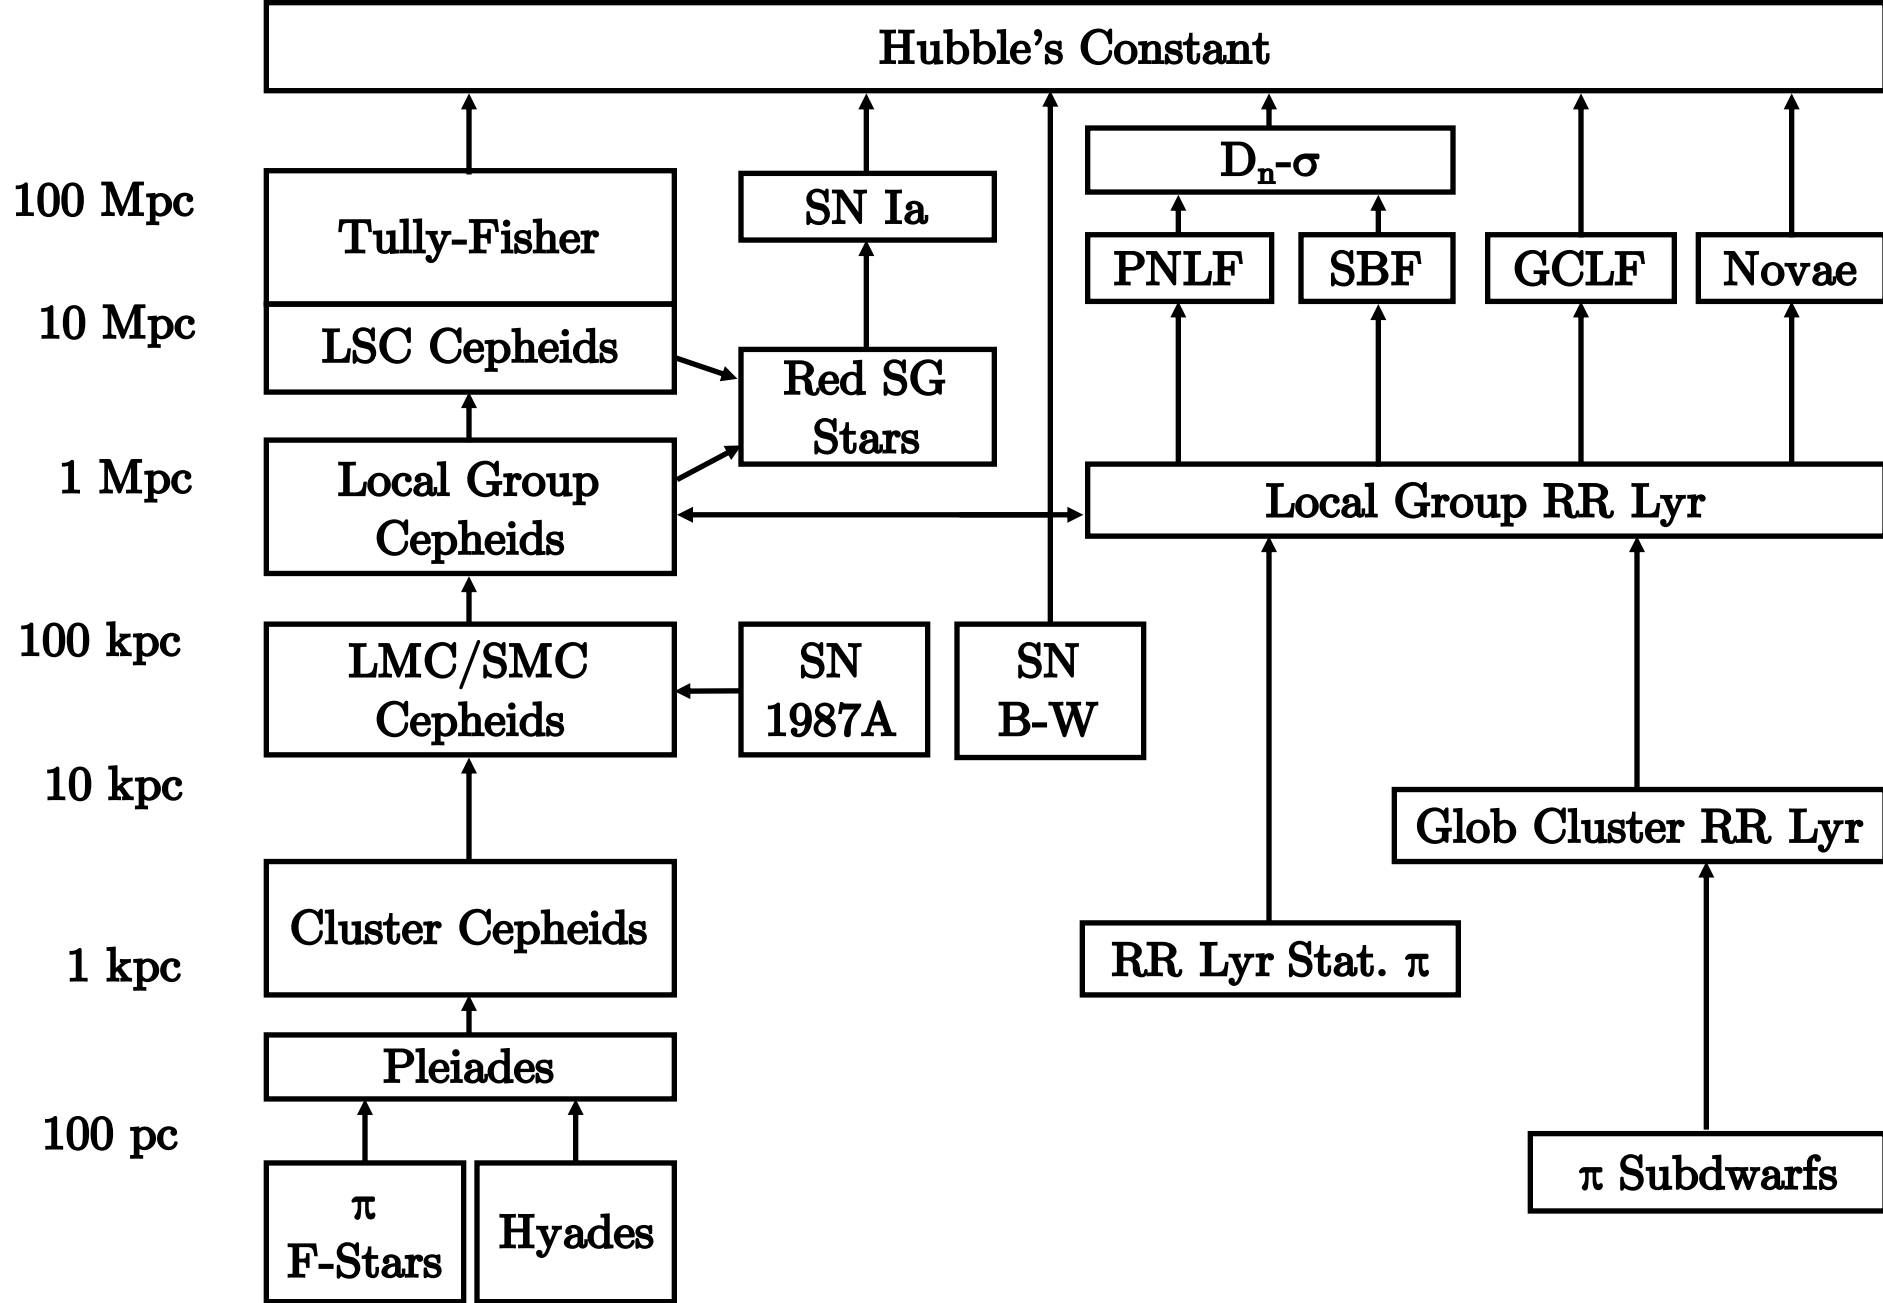 Hubble's Constant
100 Mpc
Tully-Fisher
SN Ia
Dn-σ
PNLF
SBF
GCLF
Novae
10 Mpc
LSC Cepheids
Red SG
Stars
1 Mpc
Local Group
Cepheids
Local Group RR Lyr
100 kpc
LMC/SMC
Cepheids
SN
1987A
SN
B-W
10 kpc
Glob Cluster RR Lyr
Cluster Cepheids
1 kpc
RR Lyr Stat. π
Pleiades
100 pc
π Subdwarfs
π
F-Stars
Hyades